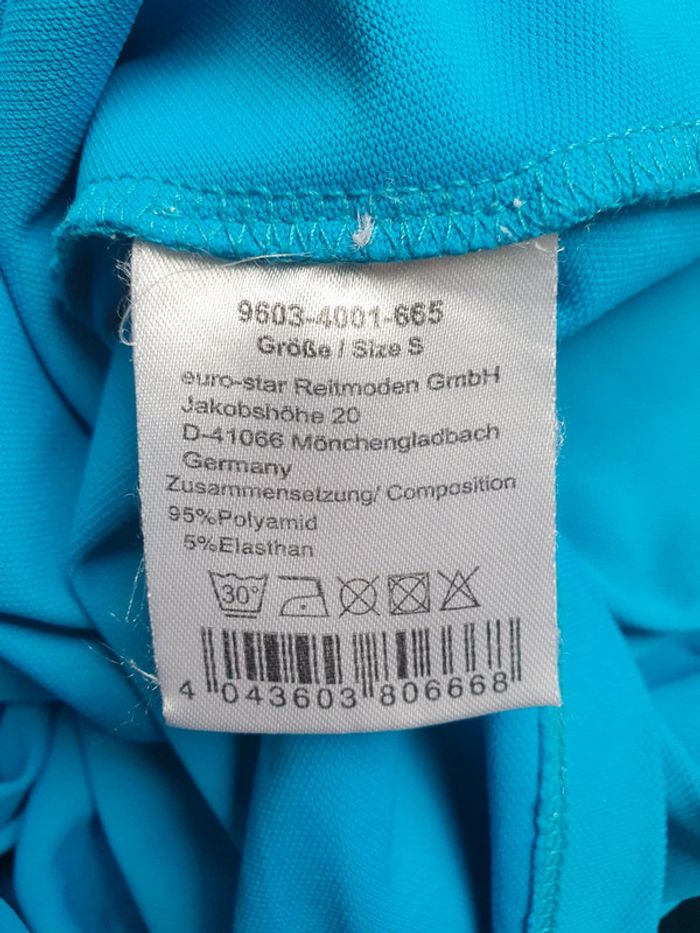 9603-4001-665
Größe / Size S
euro-star Reitmoden GmbH
Jakobshöhe 20
D-41066 Mönchengladbach
Germany
Zusammensetzung/ Composition
95%Polyamid
5%Elasthan
30°
4 043603 806668